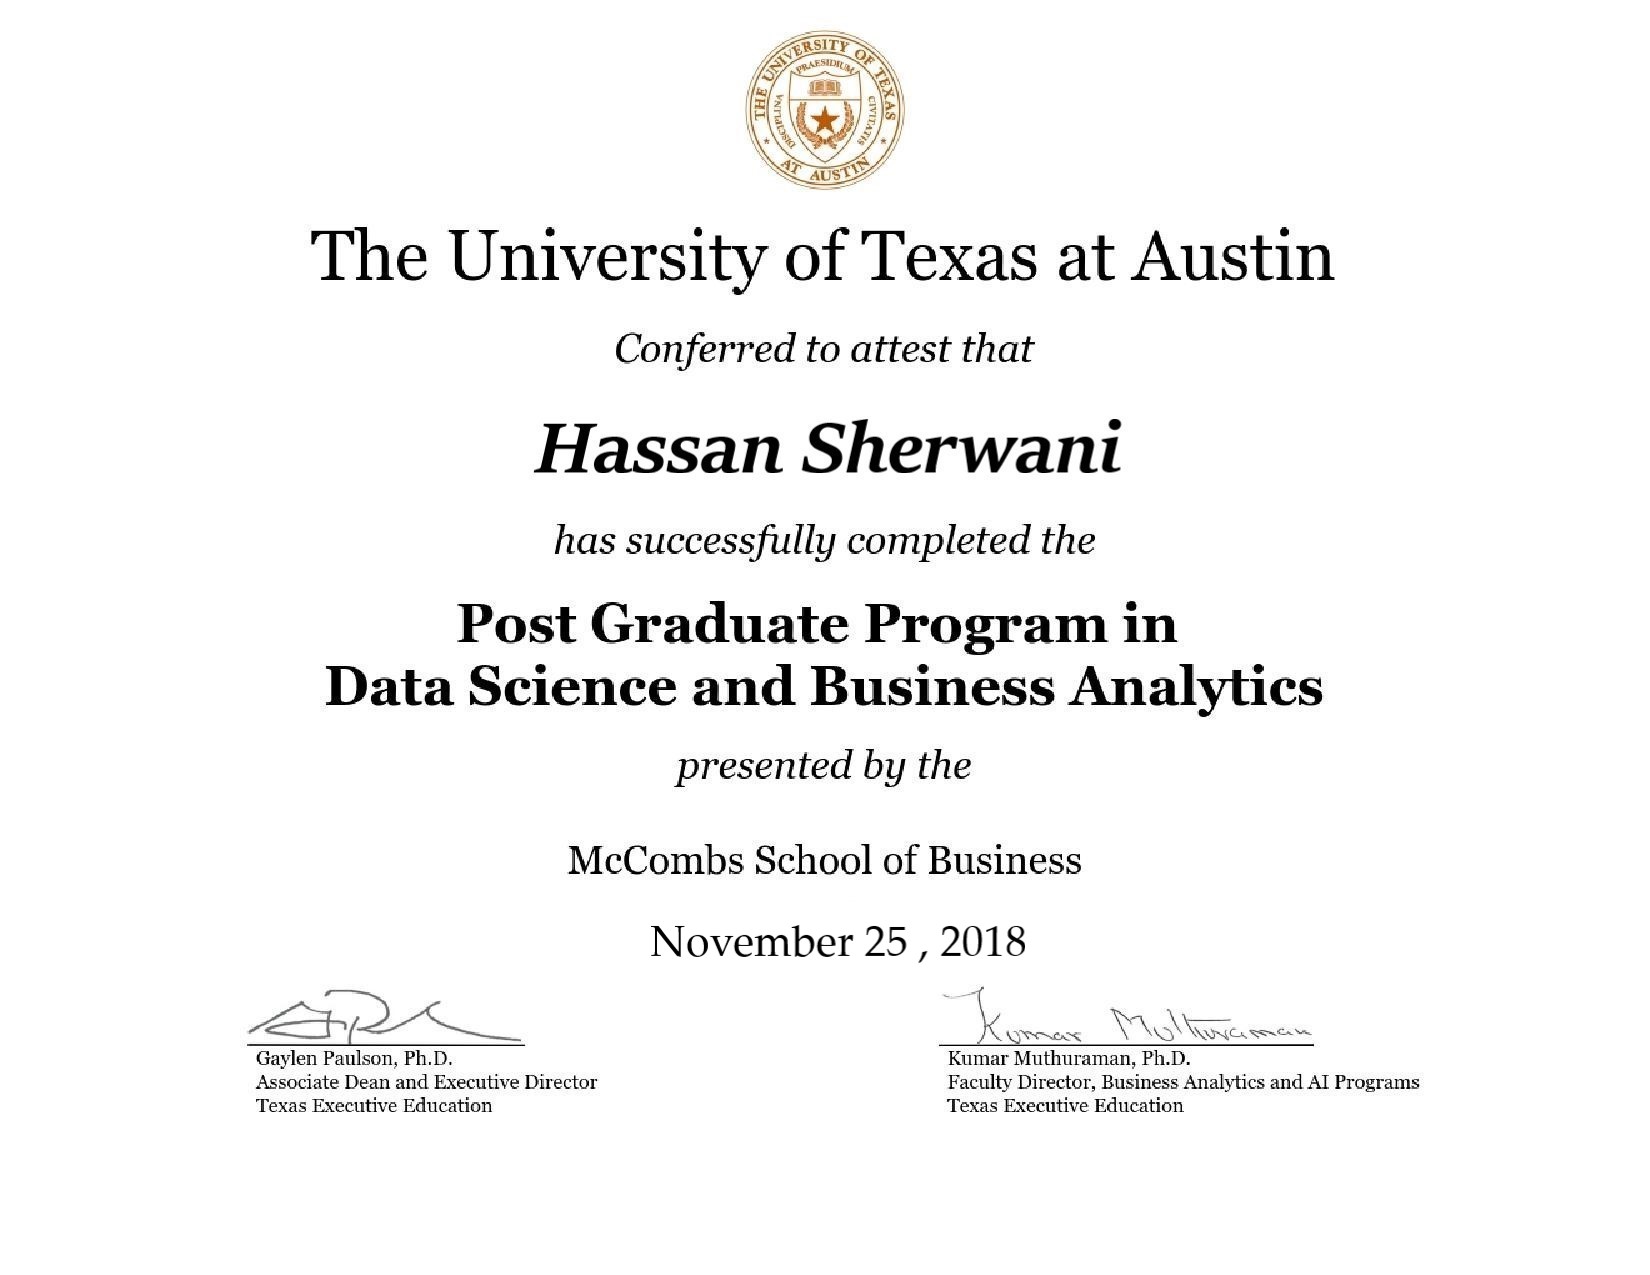 THE UNIVERSITY OF TEXAS
AT AUSTIN
PRAESIDIUM
DISCIPLINA
CIVITATIS
The University of Texas at Austin
Conferred to attest that
Hassan Sherwani
has successfully completed the
Post Graduate Program in
Data Science and Business Analytics
presented by the
McCombs School of Business
November 25 , 2018
Kumar Muthuraman
Gaylen Paulson, Ph.D.
Associate Dean and Executive Director
Texas Executive Education
Kumar Muthuraman, Ph.D.
Faculty Director, Business Analytics and AI Programs
Texas Executive Education